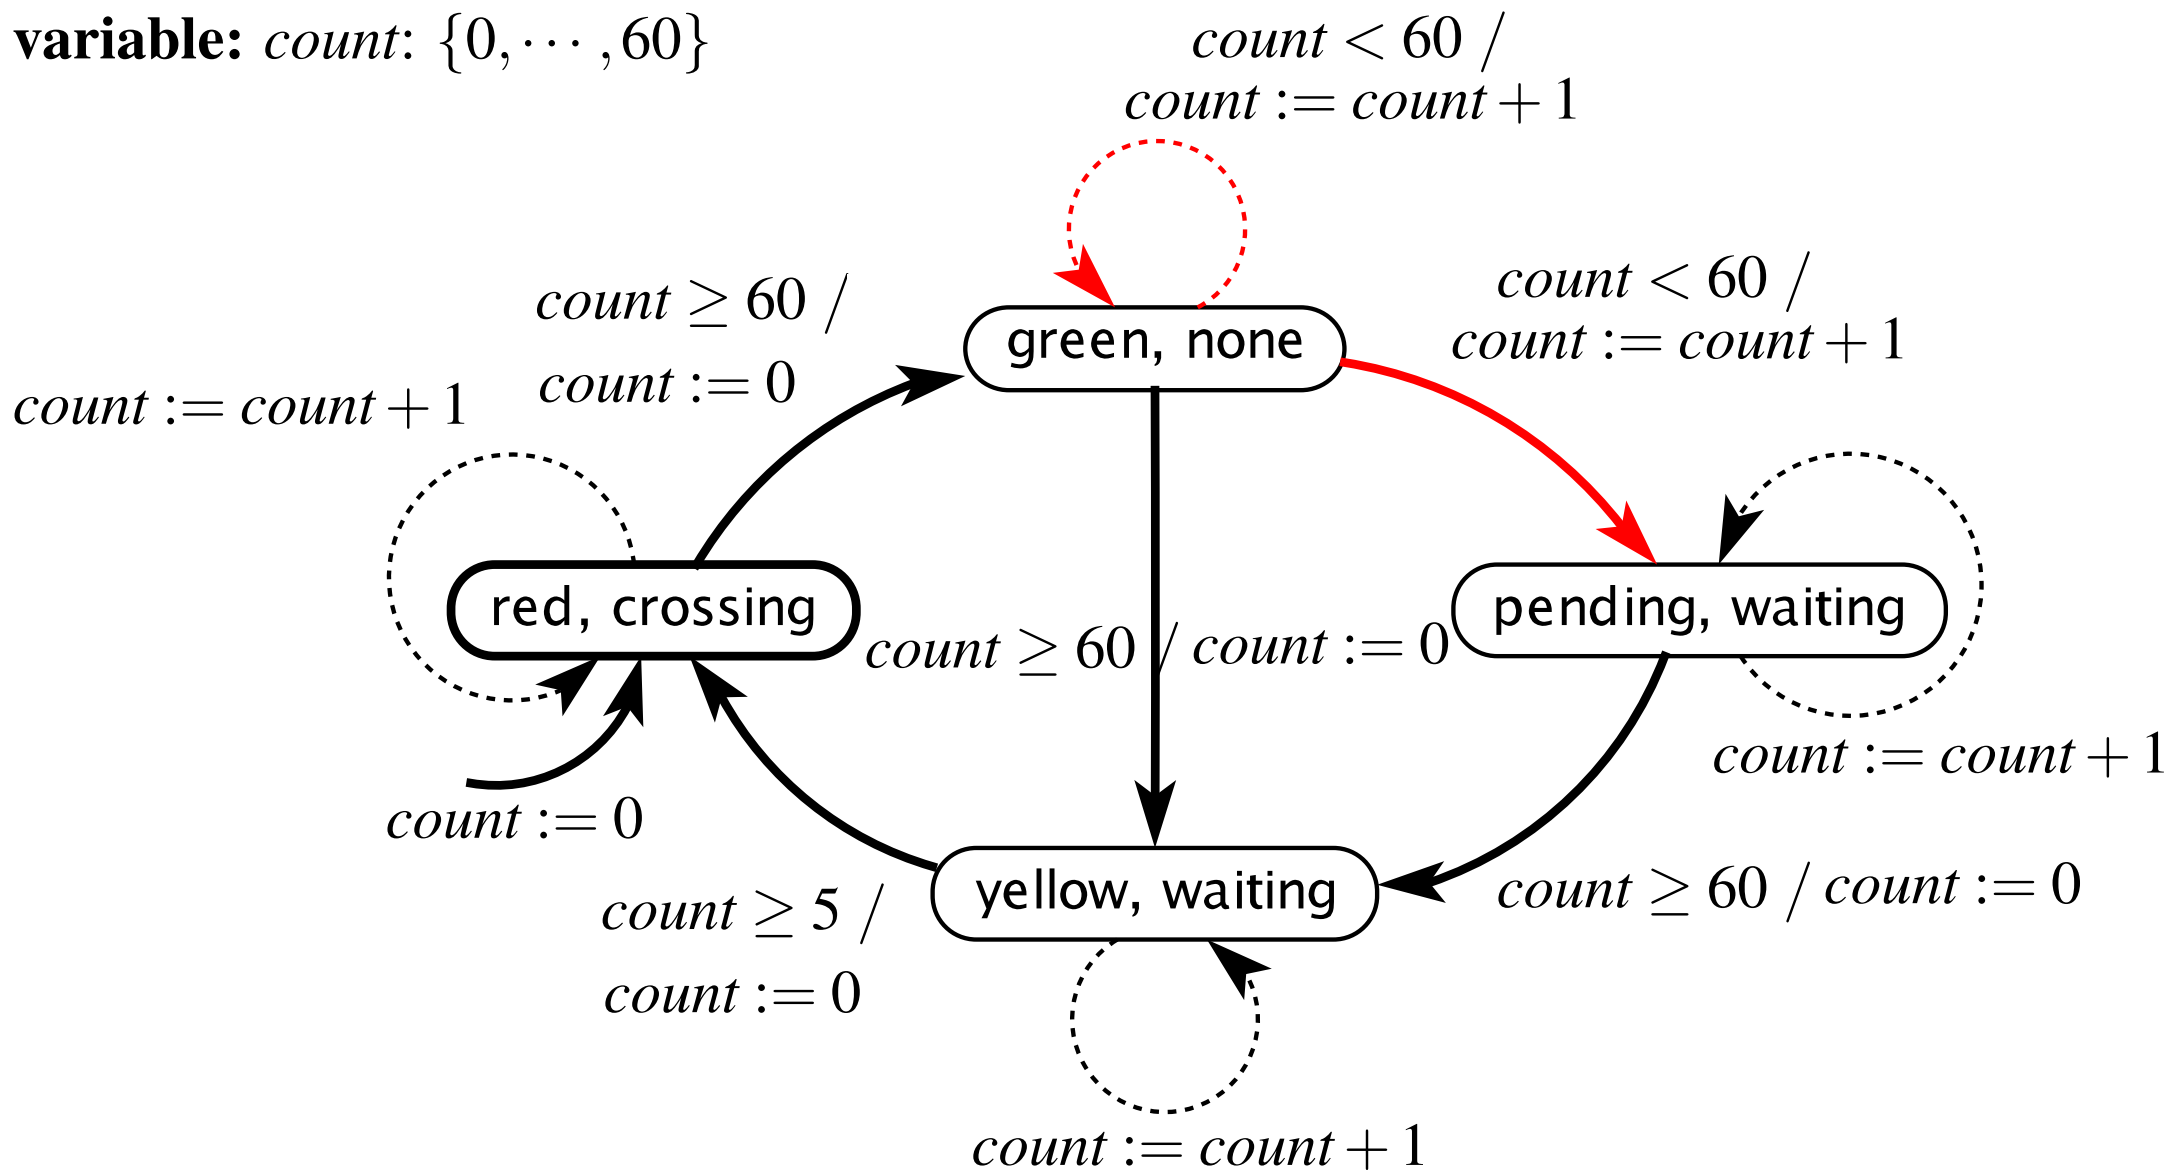 variable: count: {0, ··· , 60}
count < 60 /
count := count + 1
count < 60 /
count := count + 1
count ≥ 60 /
count := 0
green, none
count := count + 1
red, crossing
pending, waiting
count ≥ 60 / count := 0
count := count + 1
count := 0
yellow, waiting
count ≥ 60 / count := 0
count ≥ 5 /
count := 0
count := count + 1